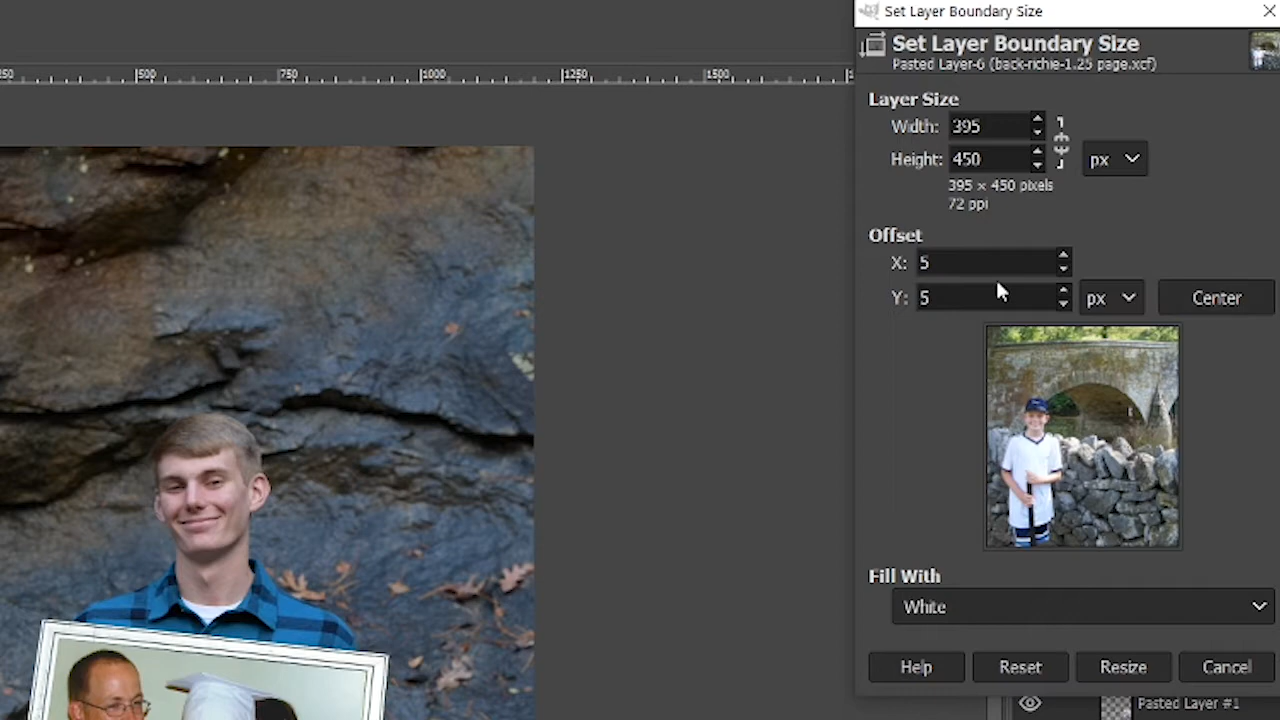 Set Layer Boundary Size
Set Layer Boundary Size
Pasted Layer-6 (back-richie-1.25 page.xcf)
250 500 750 1000 1250 1500
Layer Size
Width: 395
Height: 450 px
395 × 450 pixels
72 ppi
Offset
X: 5
Y: 5 px Center
Fill With
White
Help Reset Resize Cancel
Pasted Layer #1